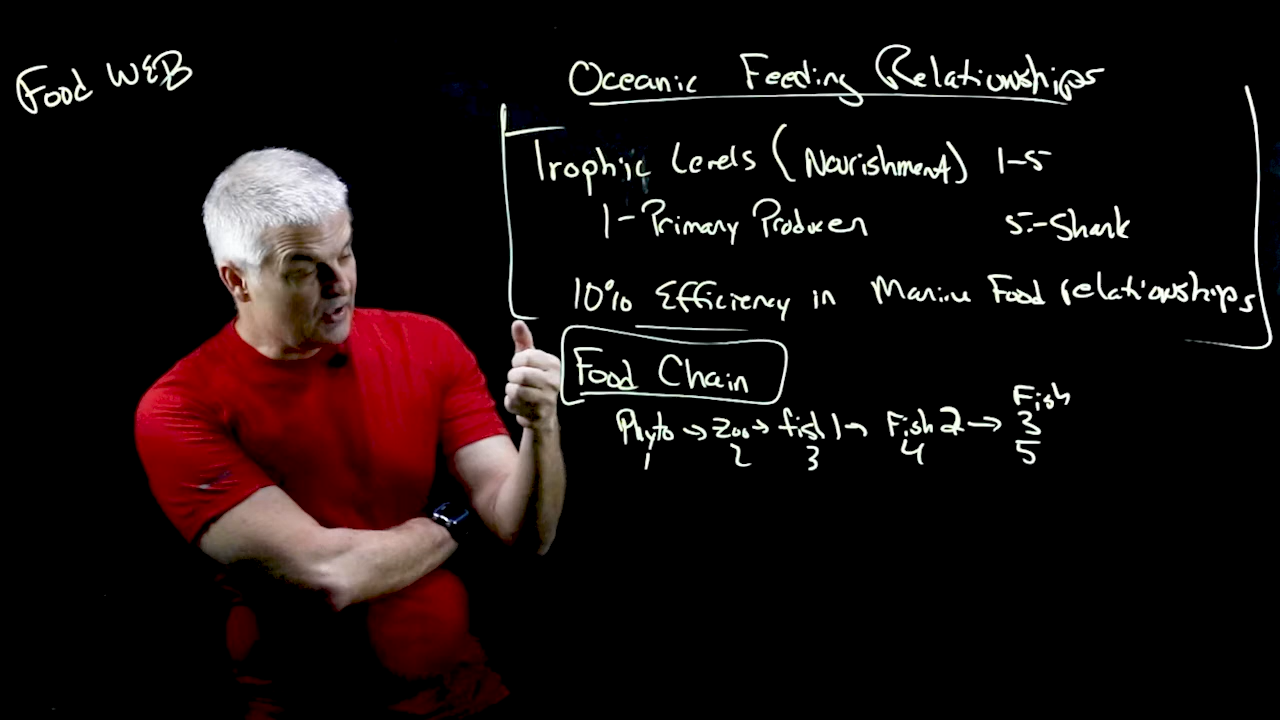 Food WEB
Oceanic Feeding Relationships
Trophic Levels (Nourishment) 1-5
1-Primary Producer 5-Shark
10% Efficiency in Marine Food relationships
Food Chain
Phyto → Zoo → fish 1 → Fish 2 → Fish 3
1 2 3 4 5